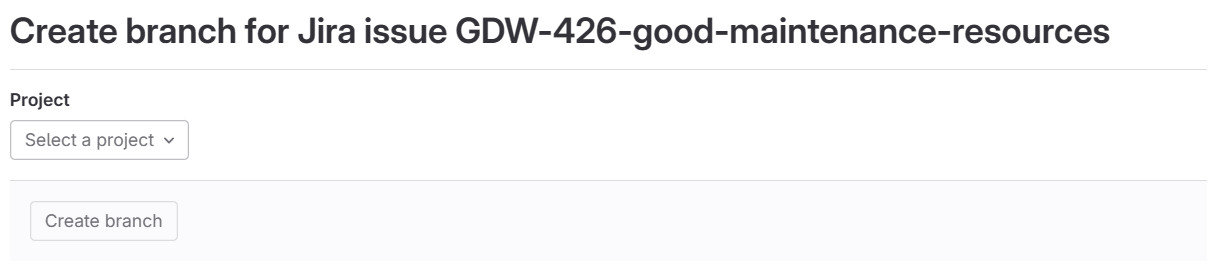 Create branch for Jira issue GDW-426-good-maintenance-resources
Project
Select a project
Create branch